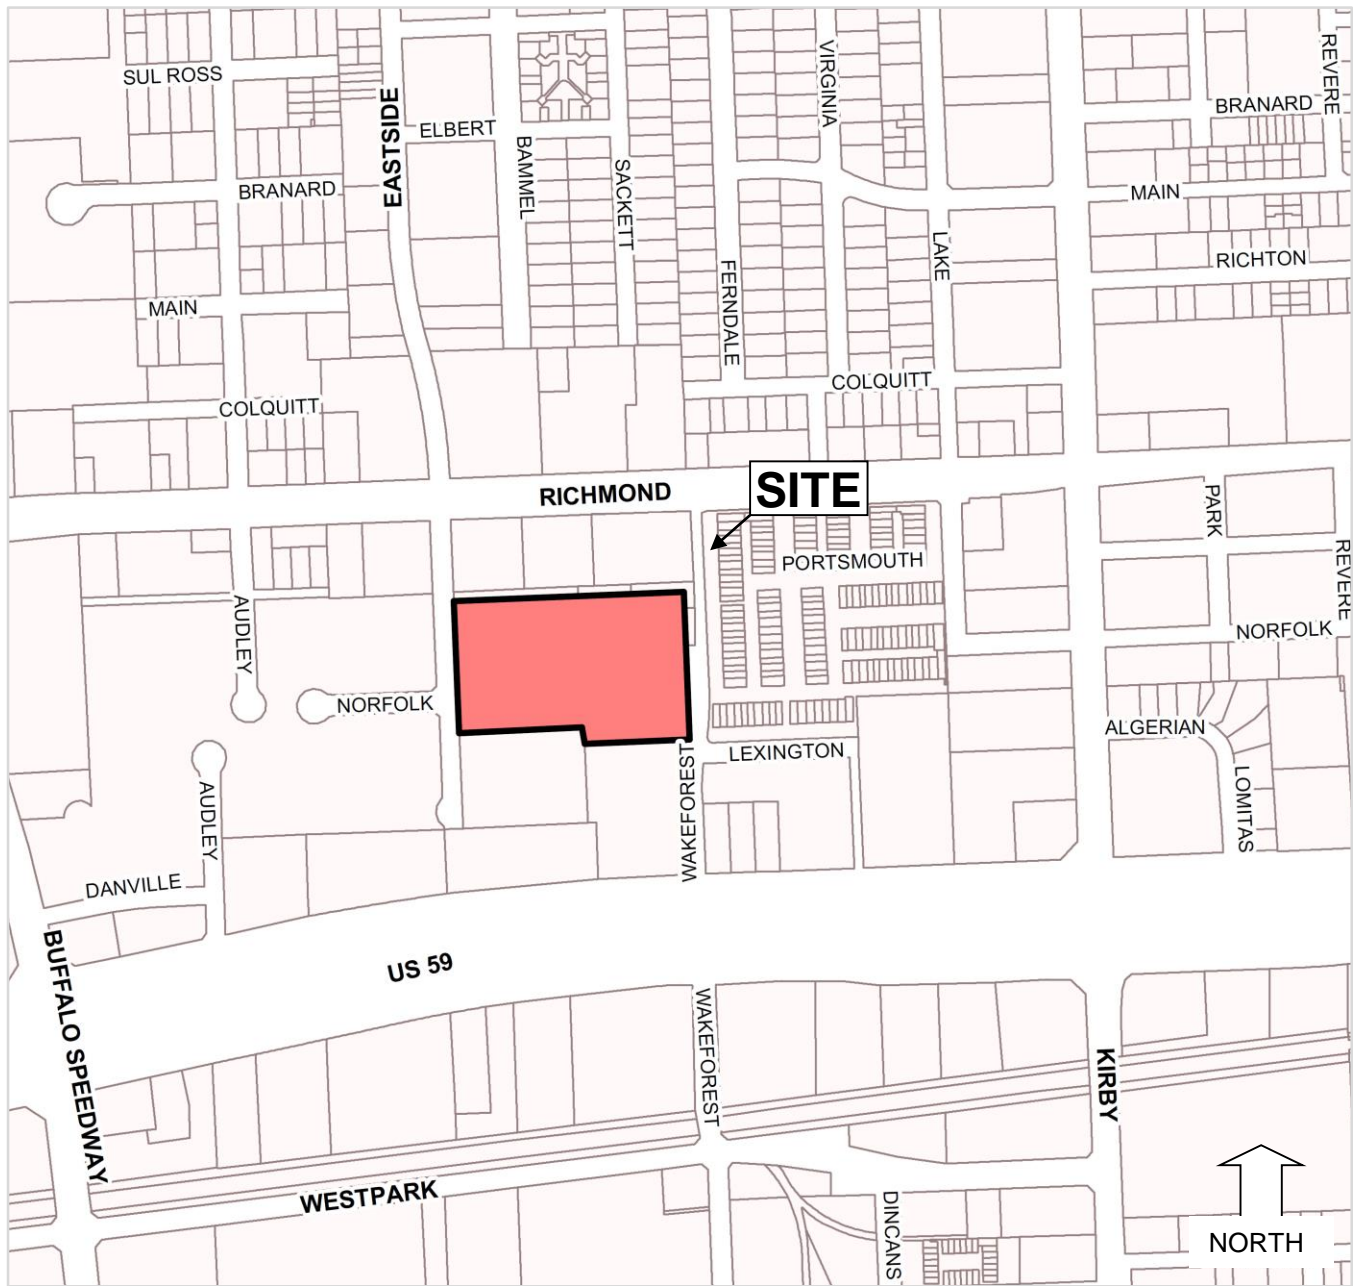 REVERE
VIRGINIA
SUL ROSS
EASTSIDE
BRANARD
ELBERT
BAMMEL
SACKETT
BRANARD
MAIN
LAKE
RICHTON
FERNDALE
MAIN
COLQUITT
COLQUITT
RICHMOND
SITE
PARK
PORTSMOUTH
REVERE
AUDLEY
NORFOLK
NORFOLK
ALGERIAN
LEXINGTON
WAKEFOREST
LOMITAS
AUDLEY
DANVILLE
BUFFALO SPEEDWAY
US 59
WAKEFOREST
KIRBY
WESTPARK
DINCANS
NORTH